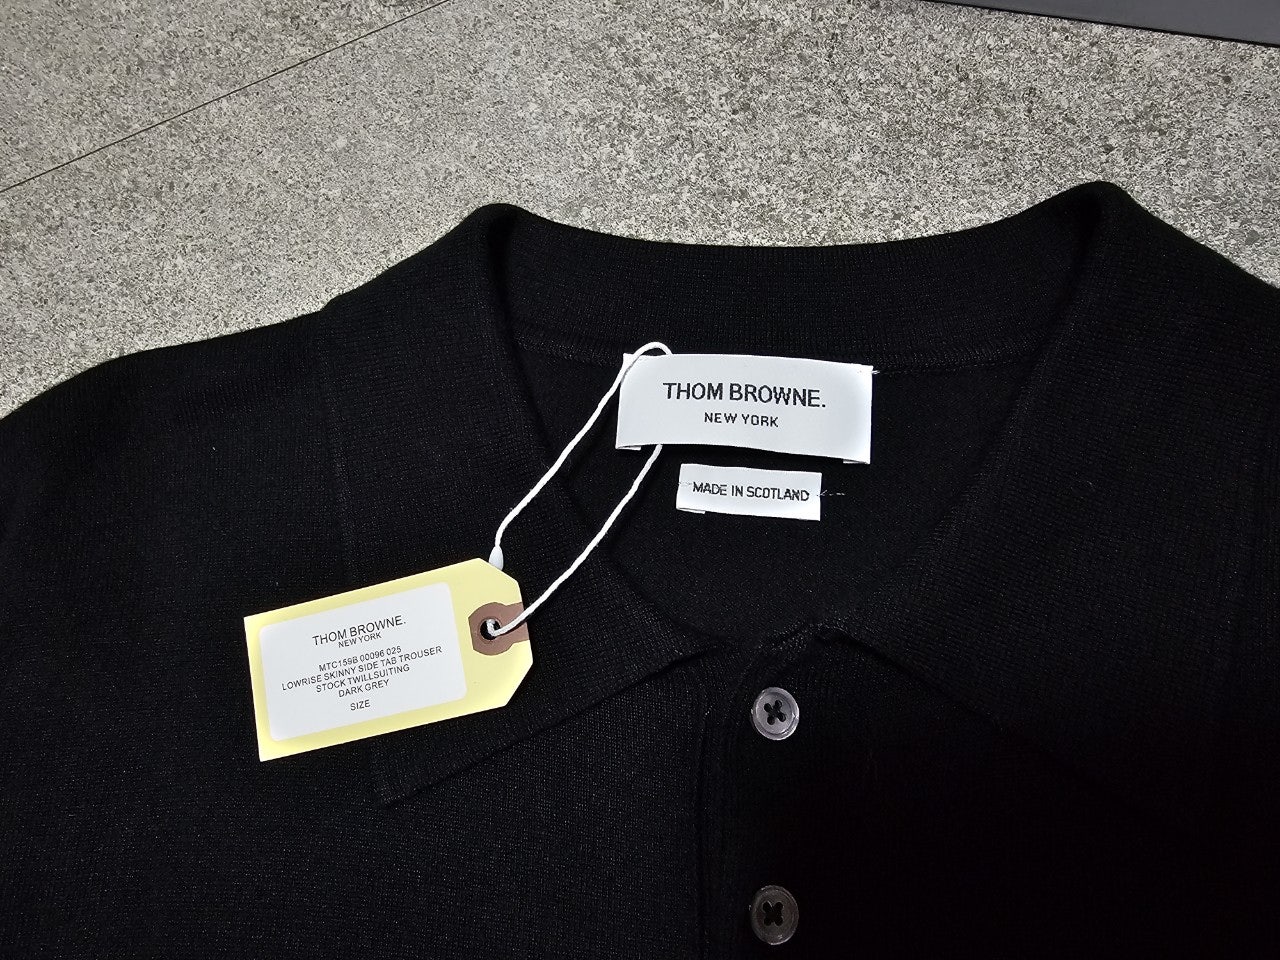 THOM BROWNE.
NEW YORK
MADE IN SCOTLAND
THOM BROWNE.
NEW YORK
MTC159B 00096 025
LOWRISE SKINNY SIDE TAB TROUSER
STOCK TWILLSUITING
DARK GREY
SIZE